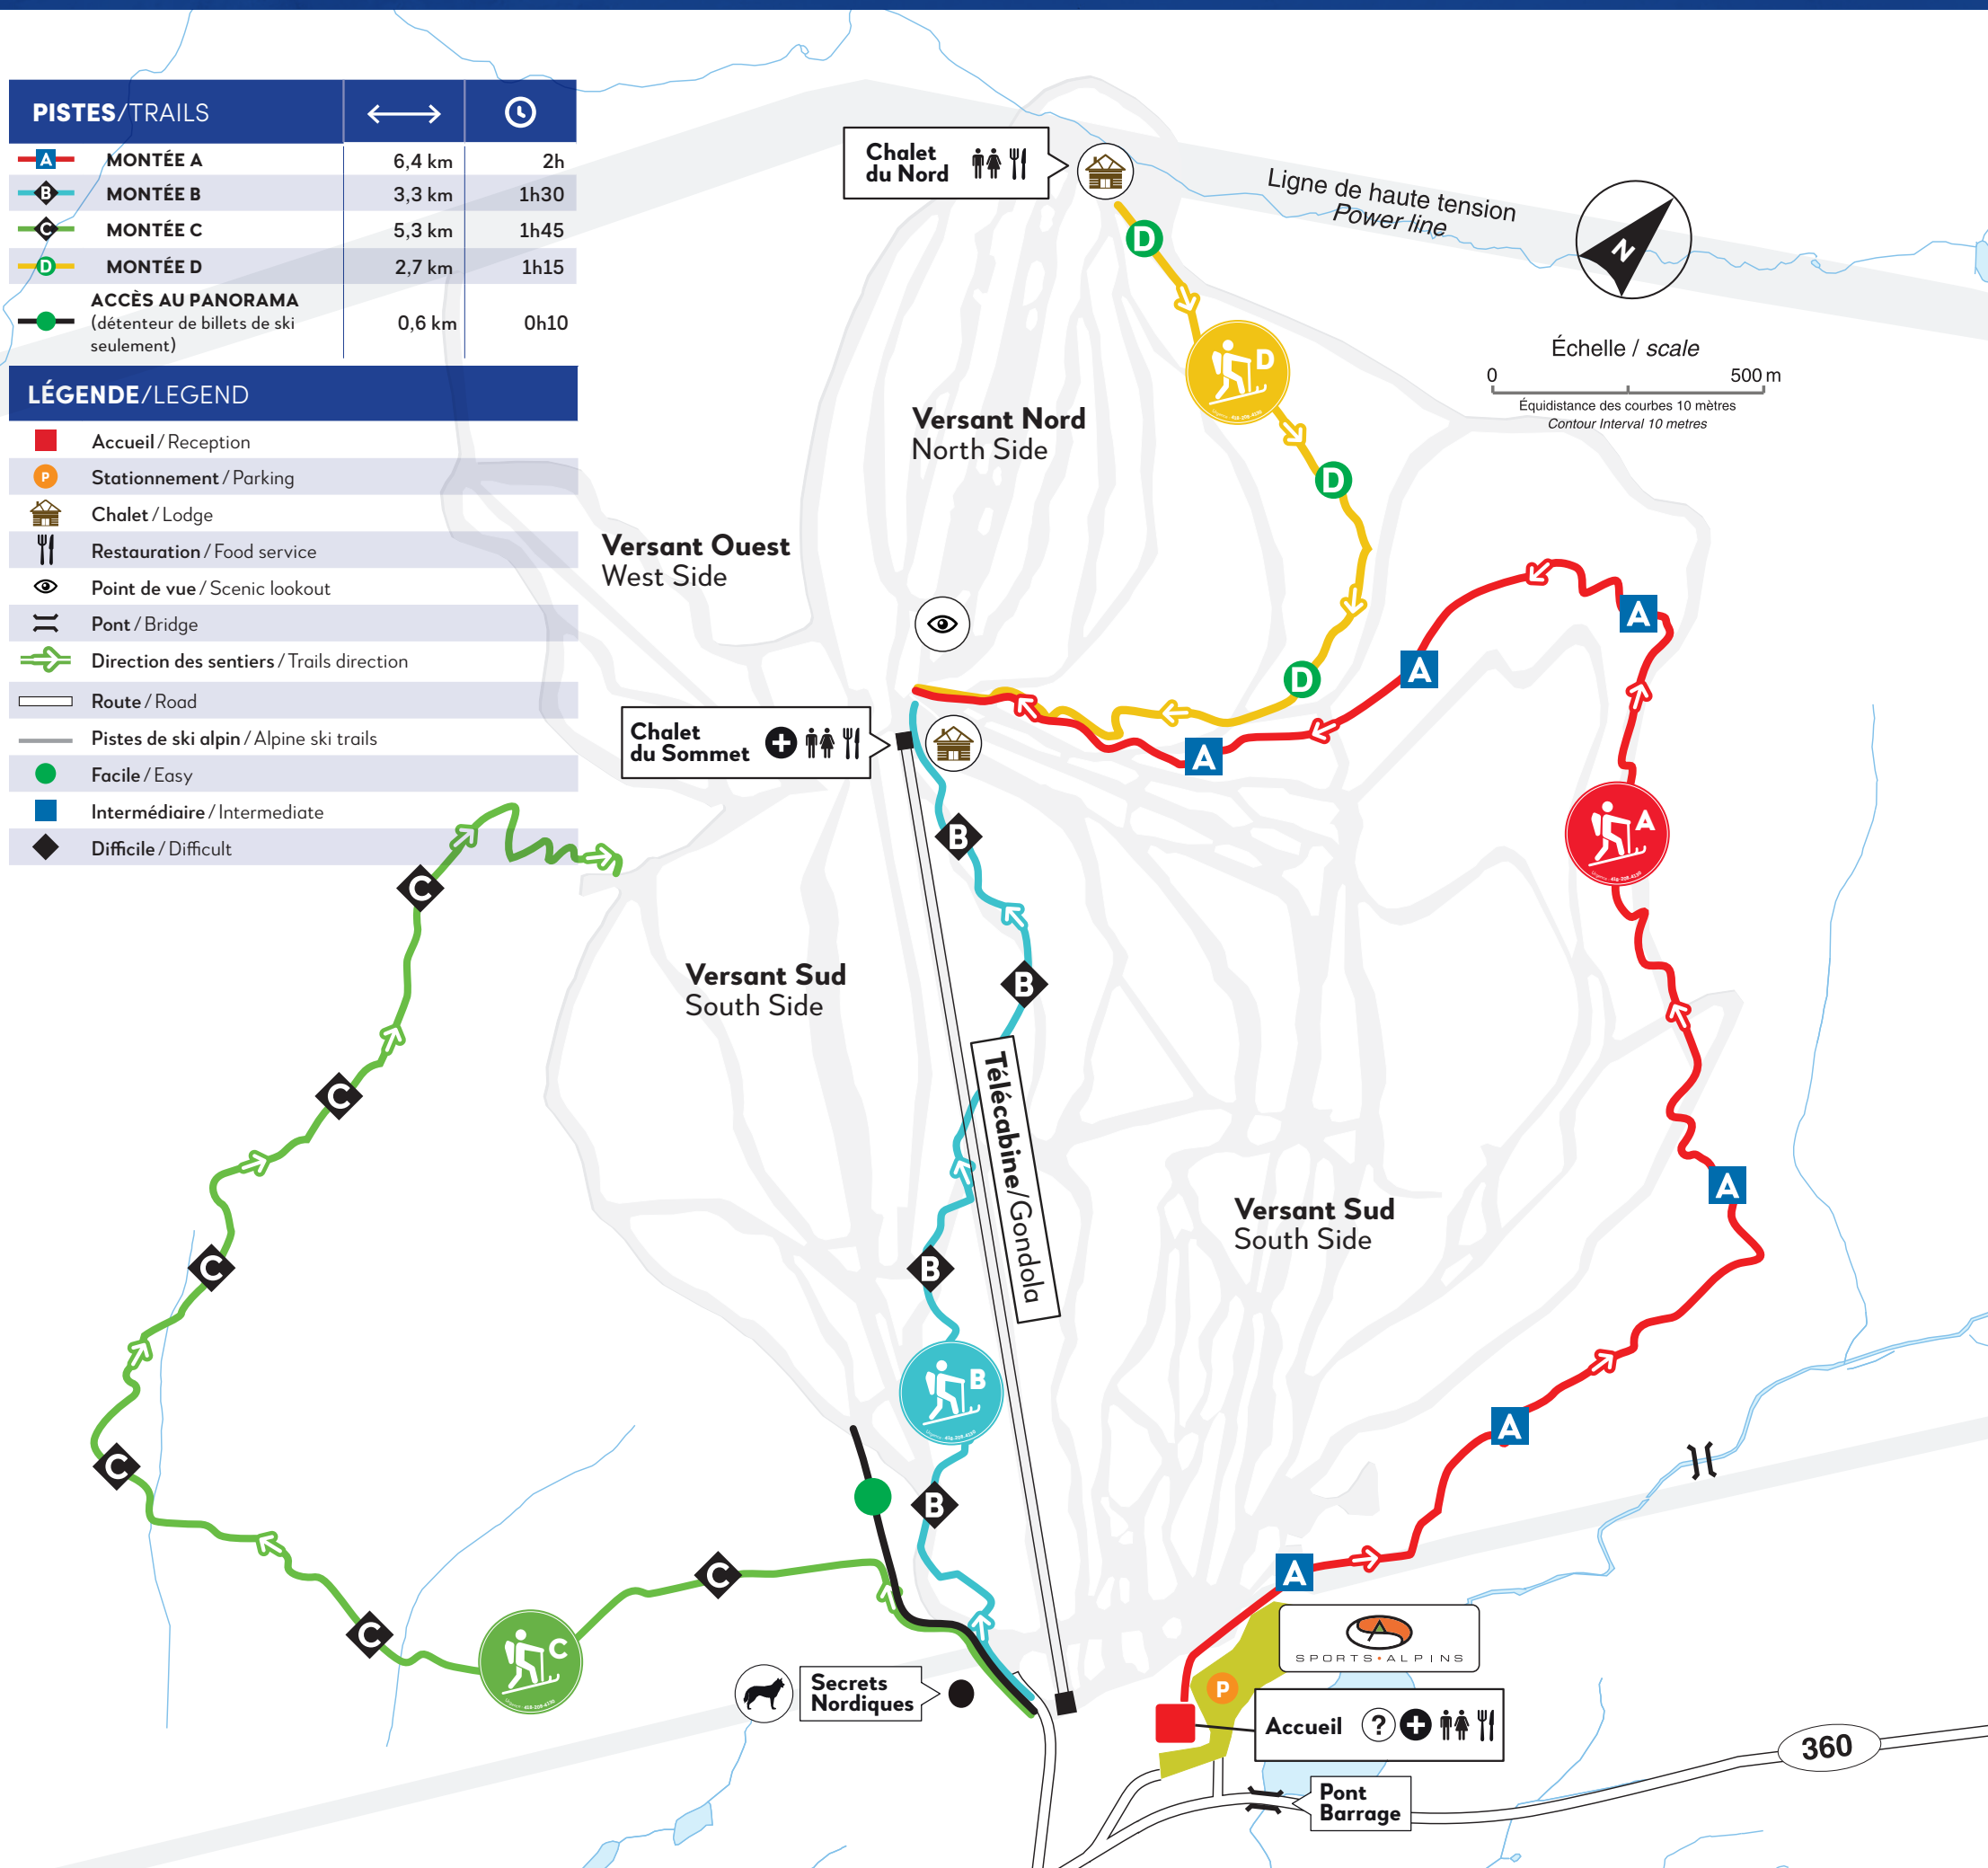 PISTES/TRAILS
A MONTÉE A 6,4 km 2h
B MONTÉE B 3,3 km 1h30
C MONTÉE C 5,3 km 1h45
D MONTÉE D 2,7 km 1h15
ACCÈS AU PANORAMA
(détenteur de billets de ski
seulement)
0,6 km 0h10
LÉGENDE/LEGEND
Accueil / Reception
P Stationnement / Parking
Chalet / Lodge
Restauration / Food service
Point de vue / Scenic lookout
Pont / Bridge
Direction des sentiers / Trails direction
Route / Road
Pistes de ski alpin / Alpine ski trails
Facile / Easy
Intermédiaire / Intermediate
Difficile / Difficult
Chalet
du Nord
Ligne de haute tension
Power line
N
Échelle / scale
0 500 m
Équidistance des courbes 10 mètres
Contour Interval 10 metres
D
D
D
D
Versant Nord
North Side
Versant Ouest
West Side
A
A
A
A
A
A
A
Chalet
du Sommet
B
B
B
B
B
Versant Sud
South Side
Télécabine/Gondola
Versant Sud
South Side
C
C
C
C
C
C
C
Secrets
Nordiques
SPORTS ALPINS
P
Accueil ?
360
Pont
Barrage